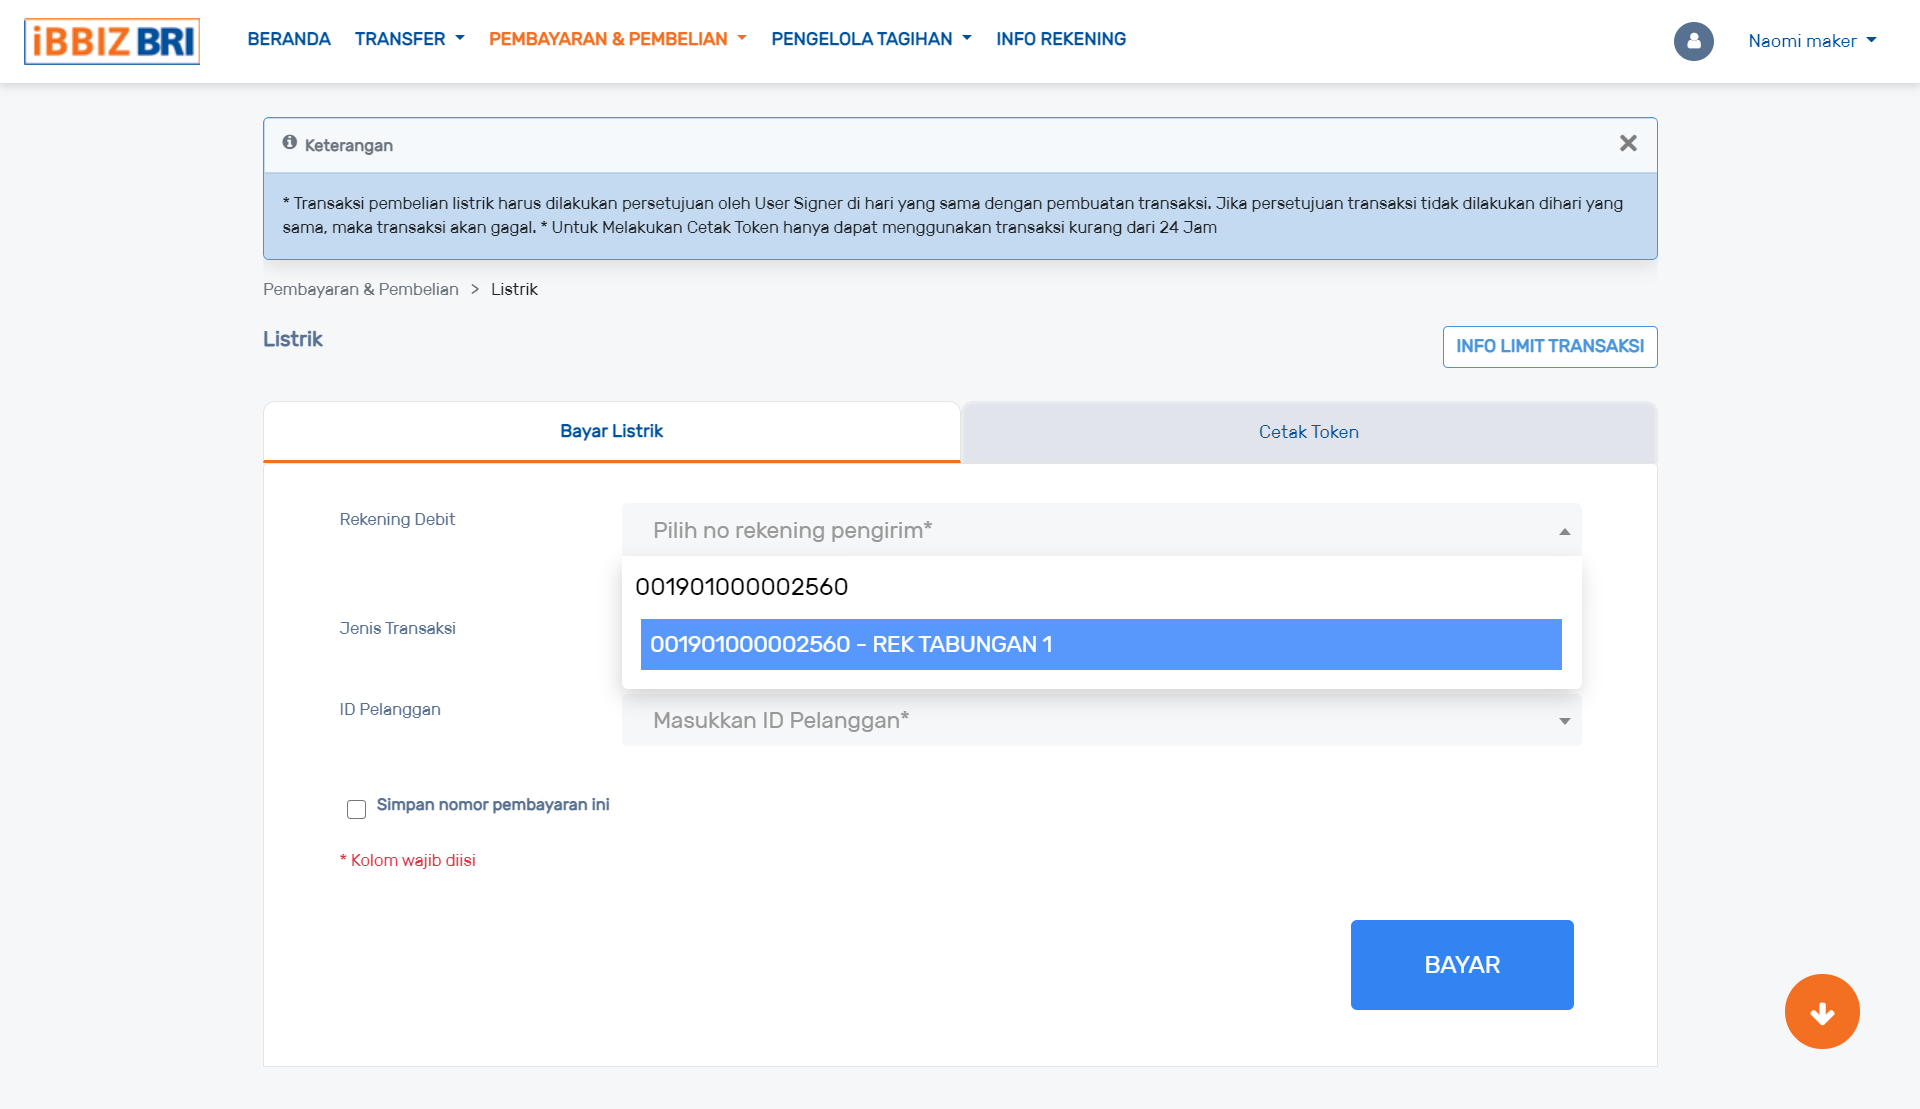 iBBIZ BRI
BERANDA TRANSFER PEMBAYARAN & PEMBELIAN PENGELOLA TAGIHAN INFO REKENING
Naomi maker
Keterangan
* Transaksi pembelian listrik harus dilakukan persetujuan oleh User Signer di hari yang sama dengan pembuatan transaksi. Jika persetujuan transaksi tidak dilakukan dihari yang
sama, maka transaksi akan gagal. * Untuk Melakukan Cetak Token hanya dapat menggunakan transaksi kurang dari 24 Jam
Pembayaran & Pembelian > Listrik
Listrik
INFO LIMIT TRANSAKSI
Bayar Listrik
Cetak Token
Rekening Debit
Pilih no rekening pengirim*
001901000002560
001901000002560 - REK TABUNGAN 1
Jenis Transaksi
ID Pelanggan
Masukkan ID Pelanggan*
Simpan nomor pembayaran ini
* Kolom wajib diisi
BAYAR